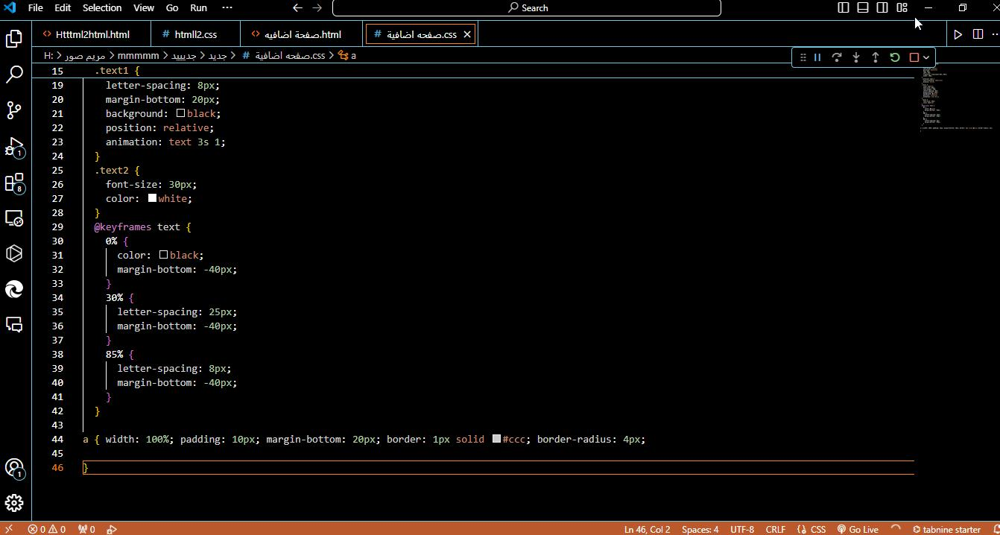 File Edit Selection View Go Run ··· Search
Htttml2html.html htmll2.css صفحة اضافيه.html صفحه اضافية.css
H: > مريم صور > mmmmm > جدييييد > جديد > # صفحه اضافية.css > a
15 .text1 {
19 letter-spacing: 8px;
20 margin-bottom: 20px;
21 background: black;
22 position: relative;
23 animation: text 3s 1;
24 }
25 .text2 {
26 font-size: 30px;
27 color: white;
28 }
29 @keyframes text {
30 0% {
31 color: black;
32 margin-bottom: -40px;
33 }
34 30% {
35 letter-spacing: 25px;
36 margin-bottom: -40px;
37 }
38 85% {
39 letter-spacing: 8px;
40 margin-bottom: -40px;
41 }
42 }
43
44 a { width: 100%; padding: 10px; margin-bottom: 20px; border: 1px solid #ccc; border-radius: 4px;
45
46 }
1
8
1
0 0 0 Ln 46, Col 2 Spaces: 4 UTF-8 CRLF {} CSS Go Live tabnine starter